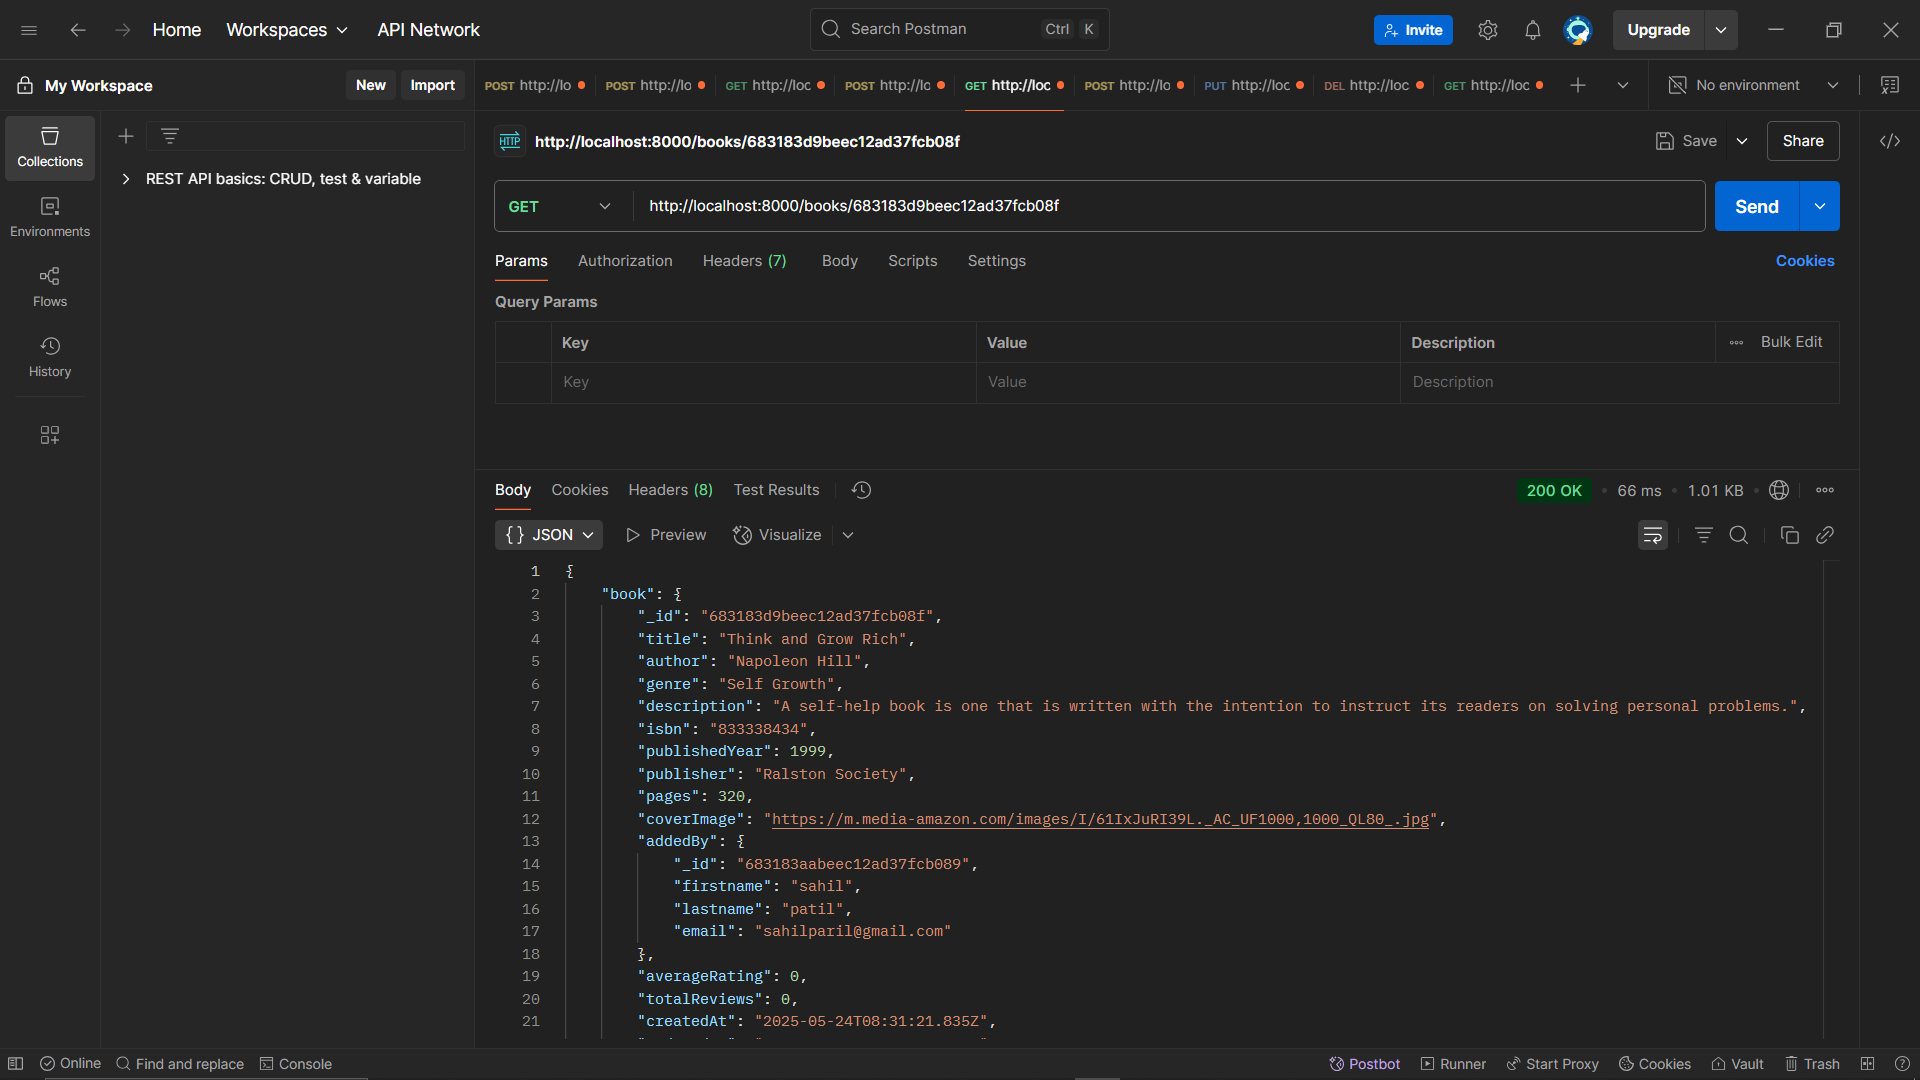 Home Workspaces API Network Search Postman Ctrl K Invite Upgrade
My Workspace New Import POST http://lo POST http://lo GET http://loc POST http://lo GET http://loc POST http://lo PUT http://loc DEL http://loc GET http://loc No environment
Collections
Environments
Flows
History
REST API basics: CRUD, test & variable
HTTP http://localhost:8000/books/683183d9beec12ad37fcb08f Save Share
GET http://localhost:8000/books/683183d9beec12ad37fcb08f Send
Params Authorization Headers (7) Body Scripts Settings Cookies
Query Params
Key Value Description Bulk Edit
Key Value Description
Body Cookies Headers (8) Test Results 200 OK 66 ms 1.01 KB
{} JSON Preview Visualize
1 {
2 "book": {
3 "_id": "683183d9beec12ad37fcb08f",
4 "title": "Think and Grow Rich",
5 "author": "Napoleon Hill",
6 "genre": "Self Growth",
7 "description": "A self-help book is one that is written with the intention to instruct its readers on solving personal problems.",
8 "isbn": "833338434",
9 "publishedYear": 1999,
10 "publisher": "Ralston Society",
11 "pages": 320,
12 "coverImage": "https://m.media-amazon.com/images/I/61IxJuRI39L._AC_UF1000,1000_QL80_.jpg",
13 "addedBy": {
14 "_id": "683183aabeec12ad37fcb089",
15 "firstname": "sahil",
16 "lastname": "patil",
17 "email": "sahilparil@gmail.com"
18 },
19 "averageRating": 0,
20 "totalReviews": 0,
21 "createdAt": "2025-05-24T08:31:21.835Z",
Online Find and replace Console Postbot Runner Start Proxy Cookies Vault Trash